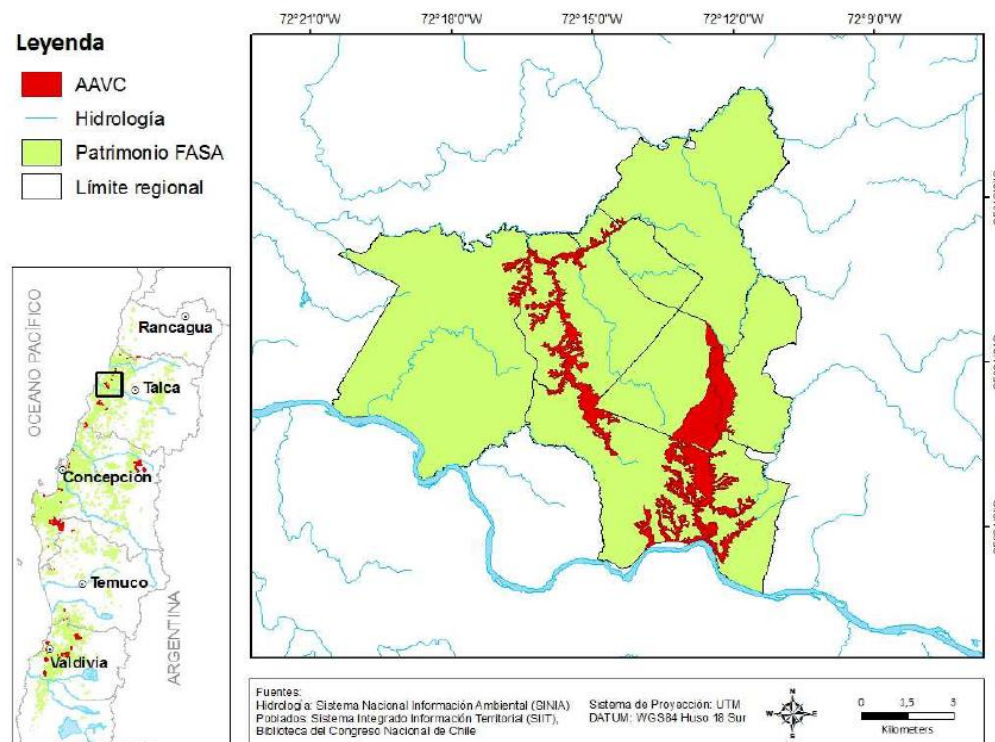 72°21'0"W 72°18'0"W 72°15'0"W 72°12'0"W 72°9'0"W
Leyenda
AAVC
Hidrología
Patrimonio FASA
Límite regional
OCEANO PACÍFICO
Rancagua
Talca
Concepción
Temuco
ARGENTINA
Valdivia
Fuentes:
Hidrología: Sistema Nacional Información Ambiental (SINIA)
Poblados: Sistema Integrado Información Territorial (SIIT),
Biblioteca del Congreso Nacional de Chile
Sistema de Proyección: UTM
DATUM: WGS84 Huso 18 Sur
N
W E
S
0 1,5 3
Kilometers